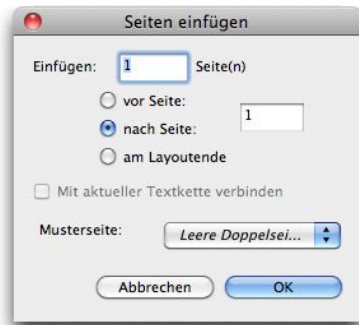 Seiten einfügen
Einfügen: 1 Seite(n)
vor Seite:
nach Seite: 1
am Layoutende
Mit aktueller Textkette verbinden
Musterseite: Leere Doppelsei...
Abbrechen OK